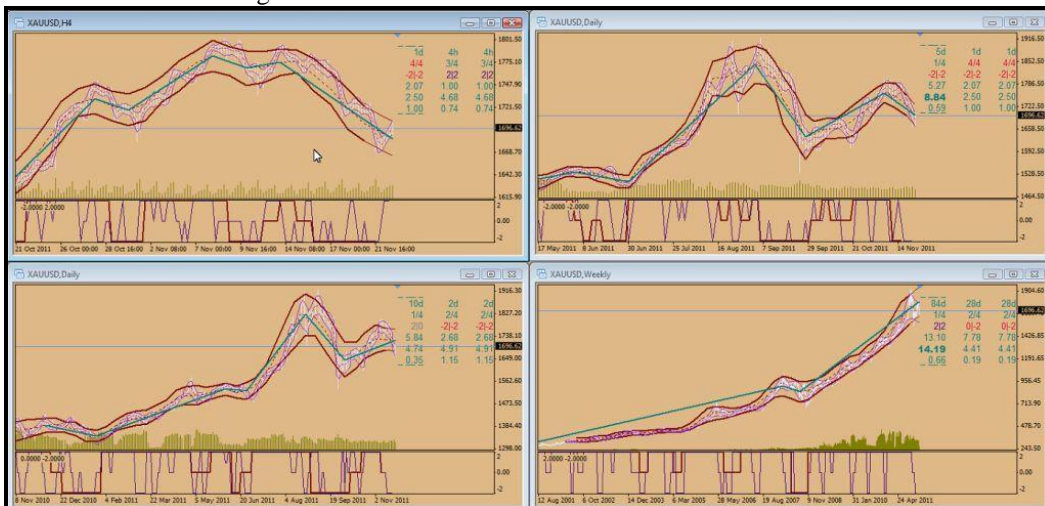 XAUUSD,H4
1801.50
1775.10
1747.90
1721.50
1696.62
1668.70
1642.30
1615.90
1d 4h 4h
4/4 3/4 3/4
-2|-2 2|2 2|2
2.07 1.00 1.00
2.50 4.68 4.68
1.00 0.74 0.74
-2.0000 2.0000
2
0.00
-2
21 Oct 2011 26 Oct 00:00 28 Oct 16:00 2 Nov 08:00 7 Nov 00:00 9 Nov 16:00 14 Nov 08:00 17 Nov 00:00 21 Nov 16:00
XAUUSD,Daily
1916.50
1852.50
1786.50
1722.50
1696.62
1658.50
1592.50
1528.50
1464.50
5d 1d 1d
1/4 4/4 4/4
-2|-2 -2|-2 -2|-2
5.27 2.07 2.07
8.84 2.50 2.50
0.59 1.00 1.00
-2.0000 -2.0000
2
0.00
-2
17 May 2011 8 Jun 2011 30 Jun 2011 25 Jul 2011 16 Aug 2011 7 Sep 2011 29 Sep 2011 21 Oct 2011 14 Nov 2011
XAUUSD,Daily
1916.30
1827.20
1738.10
1696.62
1649.00
1562.60
1473.50
1384.40
1298.00
10d 2d 2d
1/4 2/4 2/4
2|0 -2|-2 -2|-2
5.84 2.68 2.68
4.74 4.91 4.91
0.36 1.15 1.15
0.0000 -2.0000
2
0.00
-2
8 Nov 2010 22 Dec 2010 4 Feb 2011 22 Mar 2011 5 May 2011 20 Jun 2011 4 Aug 2011 19 Sep 2011 2 Nov 2011
XAUUSD,Weekly
1904.60
1696.62
1426.85
1191.65
956.45
713.90
478.70
243.50
84d 28d 28d
1/4 2/4 2/4
2|2 0|-2 0|-2
13.10 7.78 7.78
14.19 4.41 4.41
0.66 0.19 0.19
2.0000 -2.0000
2
0.00
-2
12 Aug 2001 6 Oct 2002 14 Dec 2003 6 Mar 2005 28 May 2006 19 Aug 2007 9 Nov 2008 31 Jan 2010 24 Apr 2011